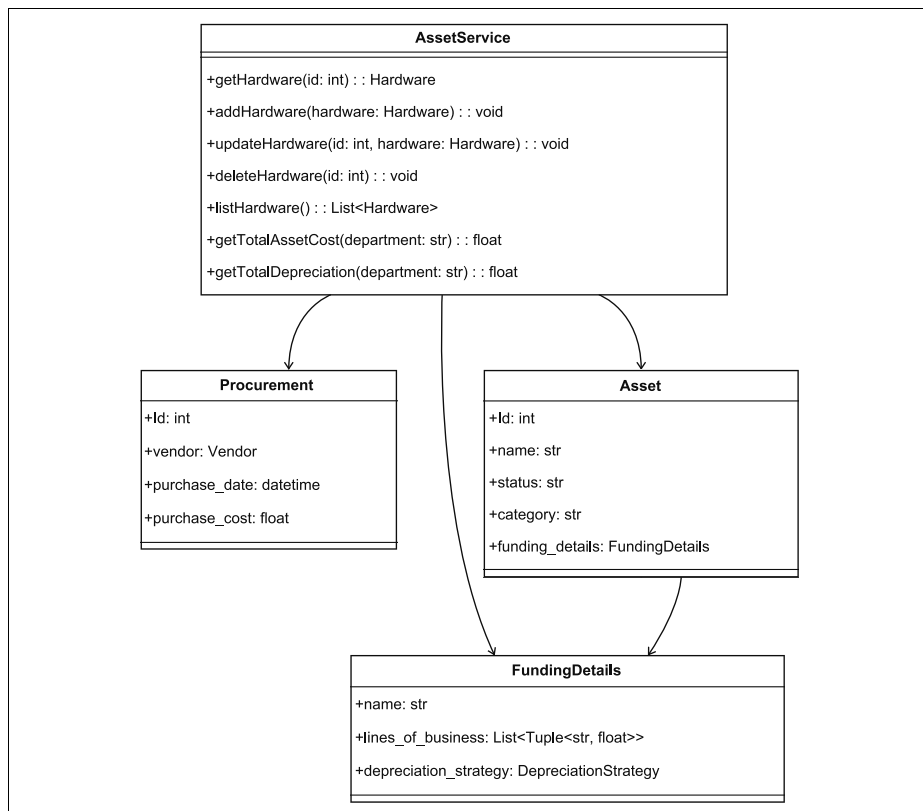 AssetService
+getHardware(id: int) : : Hardware
+addHardware(hardware: Hardware) : : void
+updateHardware(id: int, hardware: Hardware) : : void
+deleteHardware(id: int) : : void
+listHardware() : : List<Hardware>
+getTotalAssetCost(department: str) : : float
+getTotalDepreciation(department: str) : : float
Procurement
+Id: int
+vendor: Vendor
+purchase_date: datetime
+purchase_cost: float
Asset
+Id: int
+name: str
+status: str
+category: str
+funding_details: FundingDetails
FundingDetails
+name: str
+lines_of_business: List<Tuple<str, float>>
+depreciation_strategy: DepreciationStrategy